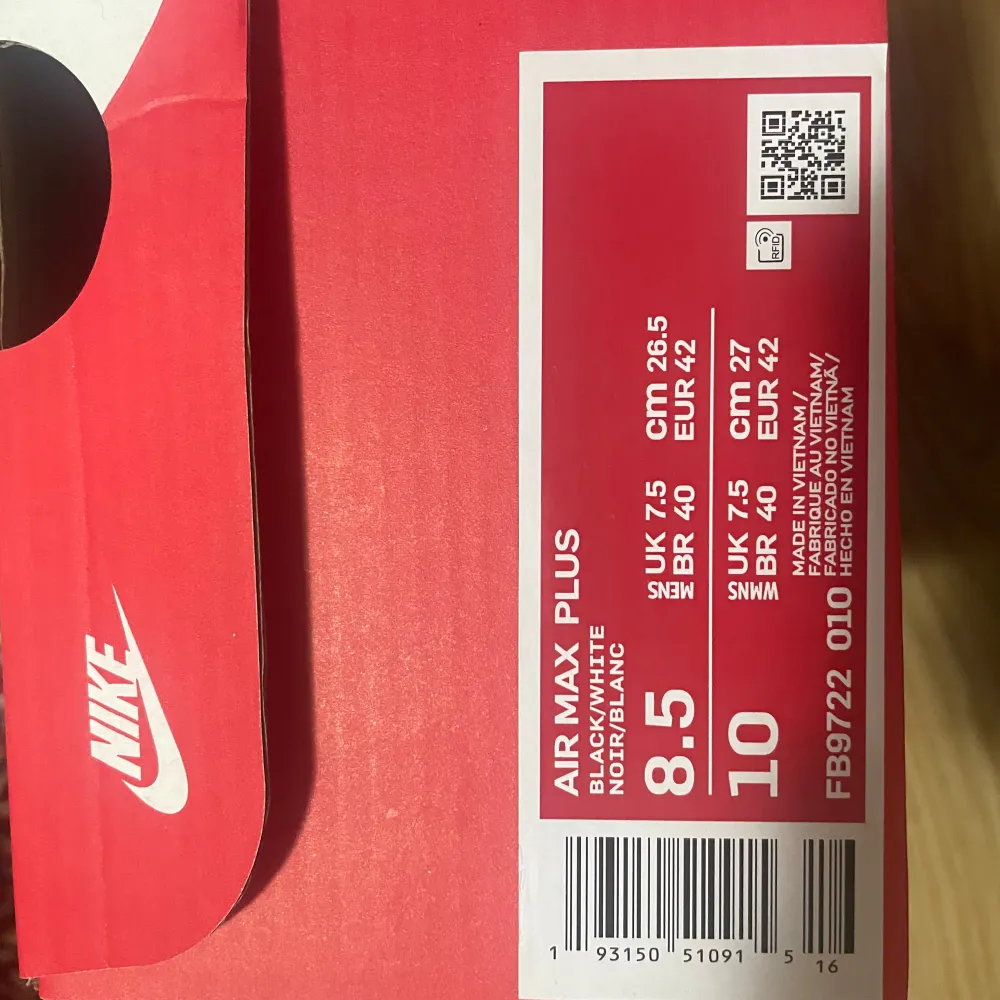 NIKE
AIR MAX PLUS
BLACK/WHITE
NOIR/BLANC
8.5 MENS UK 7.5 cm 26.5
BR 40 EUR 42
10 WMNS UK 7.5 cm 27
BR 40 EUR 42
MADE IN VIETNAM/
FABRIQUE AU VIETNAM/
FABRICADO NO VIETNÃ/
HECHO EN VIETNAM
FB9722 010
RFID
1 93150 51091 5 16